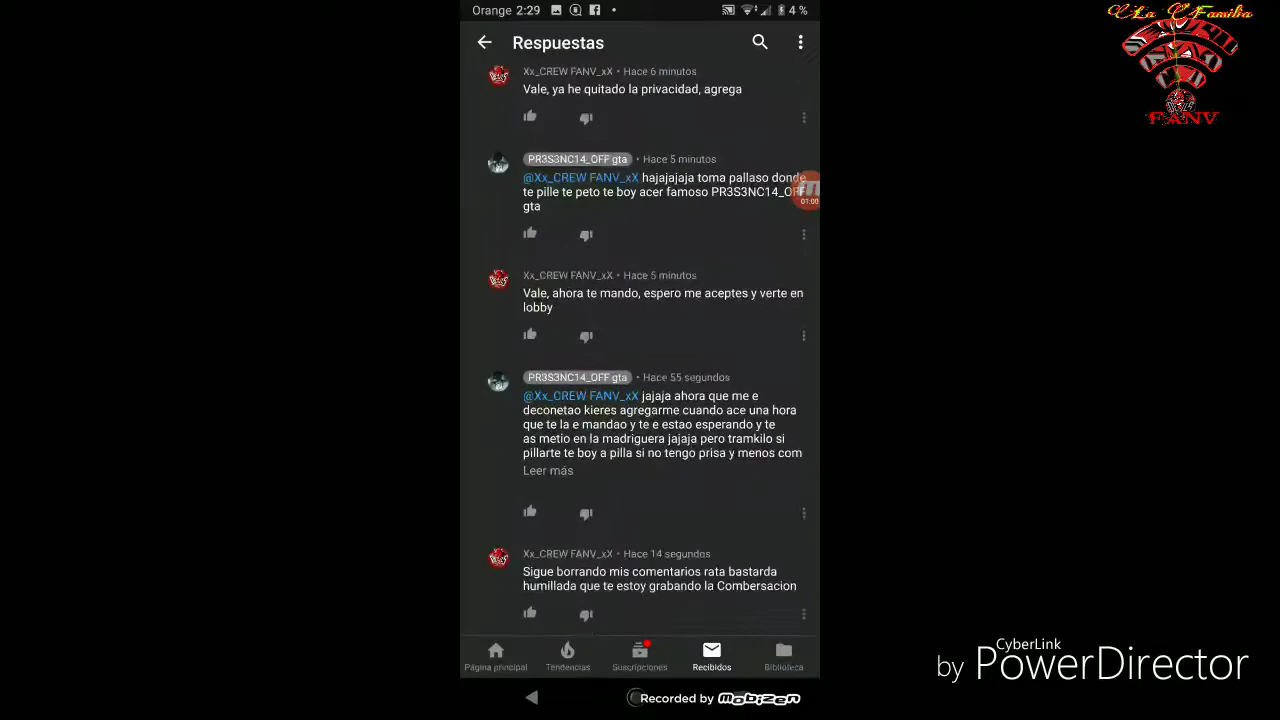 Orange 2:29
4 %
Respuestas
Xx_CREW FANV_xX • Hace 6 minutos
Vale, ya he quitado la privacidad, agrega
PR3S3NC14_OFF gta • Hace 5 minutos
@Xx_CREW FANV_xX hajajajaja toma pallaso donde
te pille te peto te boy acer famoso PR3S3NC14_OFF
gta
01:00
Xx_CREW FANV_xX • Hace 5 minutos
Vale, ahora te mando, espero me aceptes y verte en
lobby
PR3S3NC14_OFF gta • Hace 55 segundos
@Xx_CREW FANV_xX jajaja ahora que me e
deconetao kieres agregarme cuando ace una hora
que te la e mandao y te e estao esperando y te
as metio en la madriguera jajaja pero tramkilo si
pillarte te boy a pilla si no tengo prisa y menos com
Leer más
Xx_CREW FANV_xX • Hace 14 segundos
Sigue borrando mis comentarios rata bastarda
humillada que te estoy grabando la Combersacion
Página principal
Tendencias
Suscripciones
Recibidos
Biblioteca
Recorded by mobizen
La Familia
FANV
CyberLink
by PowerDirector